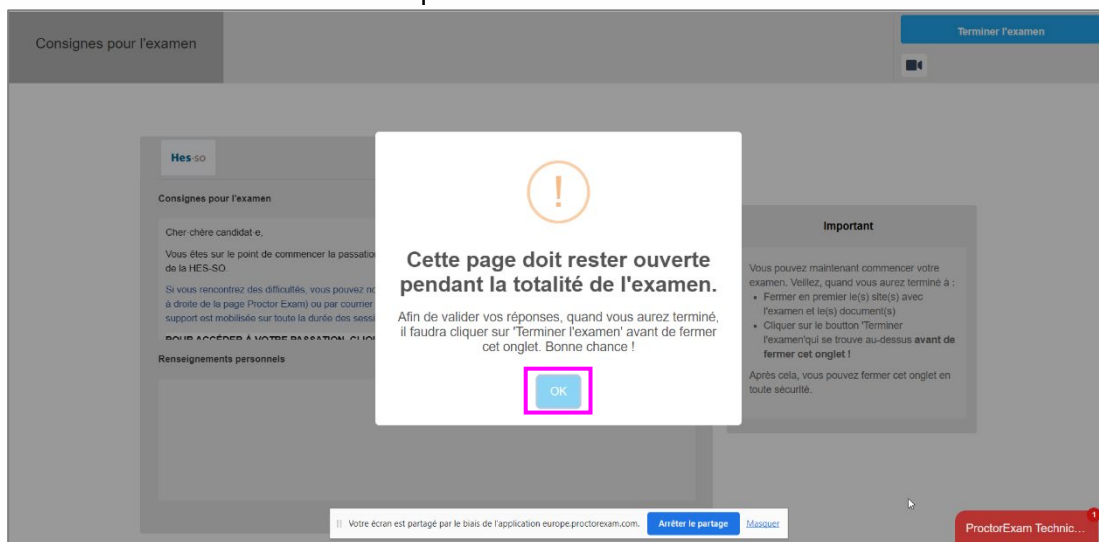 Consignes pour l'examen
Terminer l'examen
Hes·so
Consignes pour l'examen
Cher·chère candidat·e,
Vous êtes sur le point de commencer la passatio
de la HES-SO.
Si vous rencontrez des difficultés, vous pouvez no
à droite de la page Proctor Exam) ou par courrier
support est mobilisée sur toute la durée des sessi
POUR ACCÉDER À VOTRE PASSATION, CLIQU
Renseignements personnels
Cette page doit rester ouverte
pendant la totalité de l'examen.
Afin de valider vos réponses, quand vous aurez terminé,
il faudra cliquer sur 'Terminer l'examen' avant de fermer
cet onglet. Bonne chance !
OK
Important
Vous pouvez maintenant commencer votre
examen. Veillez, quand vous aurez terminé à :
• Fermer en premier le(s) site(s) avec
l'examen et le(s) document(s)
• Cliquer sur le boutton 'Terminer
l'examen'qui se trouve au-dessus avant de
fermer cet onglet !
Après cela, vous pouvez fermer cet onglet en
toute sécurité.
Votre écran est partagé par le biais de l'application europe.proctorexam.com.
Arrêter le partage
Masquer
1
ProctorExam Technic...